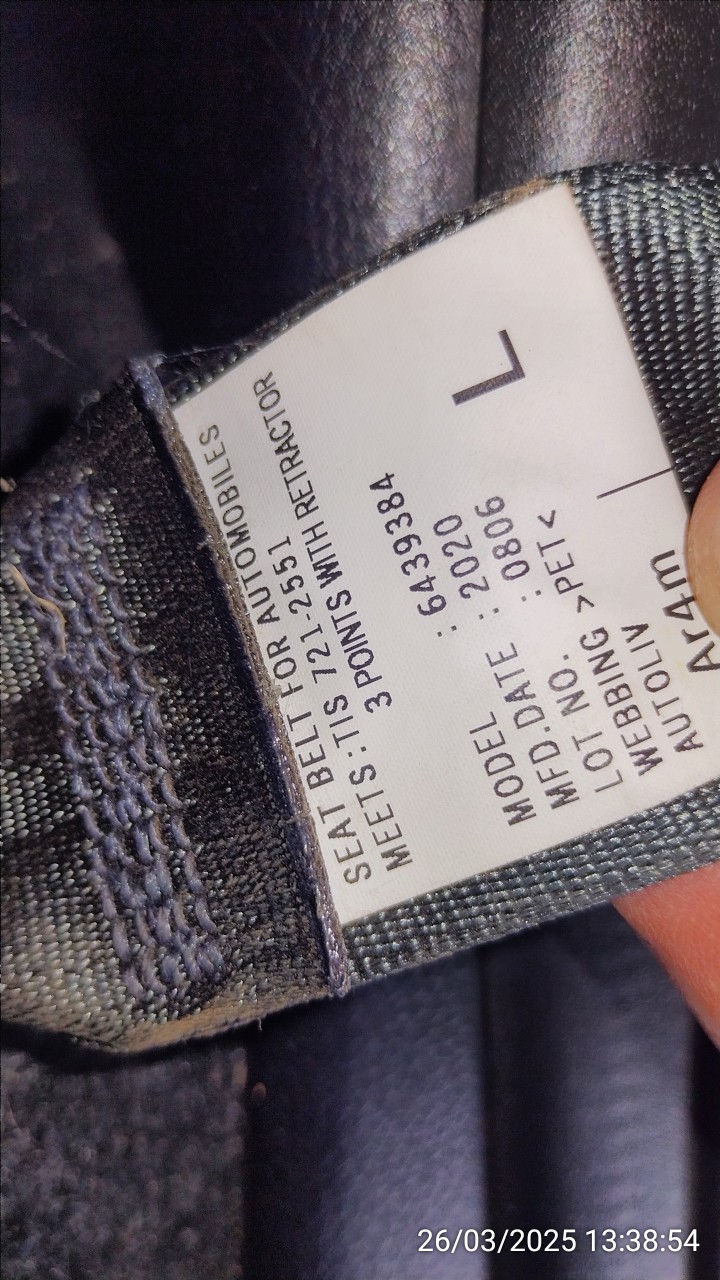 SEAT BELT FOR AUTOMOBILES
MEETS : TIS 721-2551
3 POINTS WITH RETRACTOR
MODEL : 6439384
MFD.DATE : 2020
LOT NO. : 0806
WEBBING >PET<
AUTOLIV
Ar4m
L
26/03/2025 13:38:54